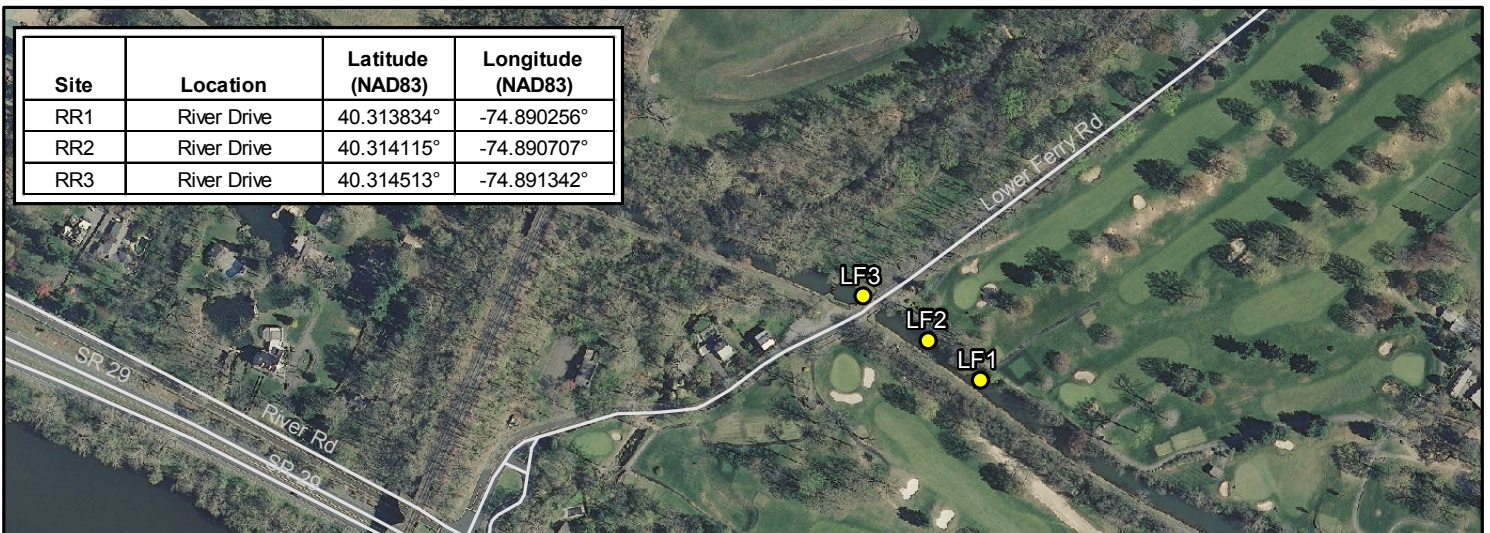 Site Location Latitude (NAD83) Longitude (NAD83)
RR1 River Drive 40.313834° -74.890256°
RR2 River Drive 40.314115° -74.890707°
RR3 River Drive 40.314513° -74.891342°
Lower Ferry Rd
LF3
LF2
LF1
SR 29
River Rd
SR 29